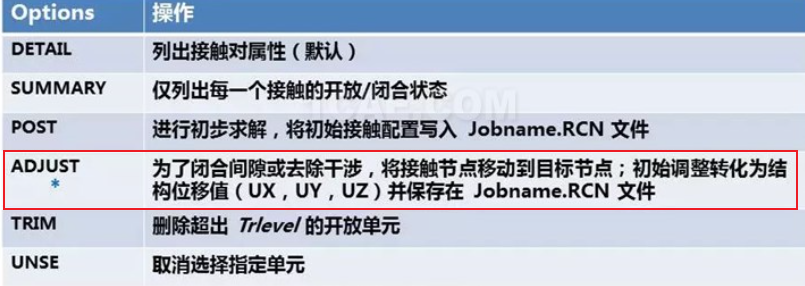 Options 操作
DETAIL 列出接触对属性（默认）
SUMMARY 仅列出每一个接触的开放/闭合状态
POST 进行初步求解，将初始接触配置写入 Jobname.RCN 文件
ADJUST 为了闭合间隙或去除干涉，将接触节点移动到目标节点；初始调整转化为结
* 构位移值（UX，UY，UZ）并保存在 Jobname.RCN 文件
TRIM 删除超出 Trlevel 的开放单元
UNSE 取消选择指定单元